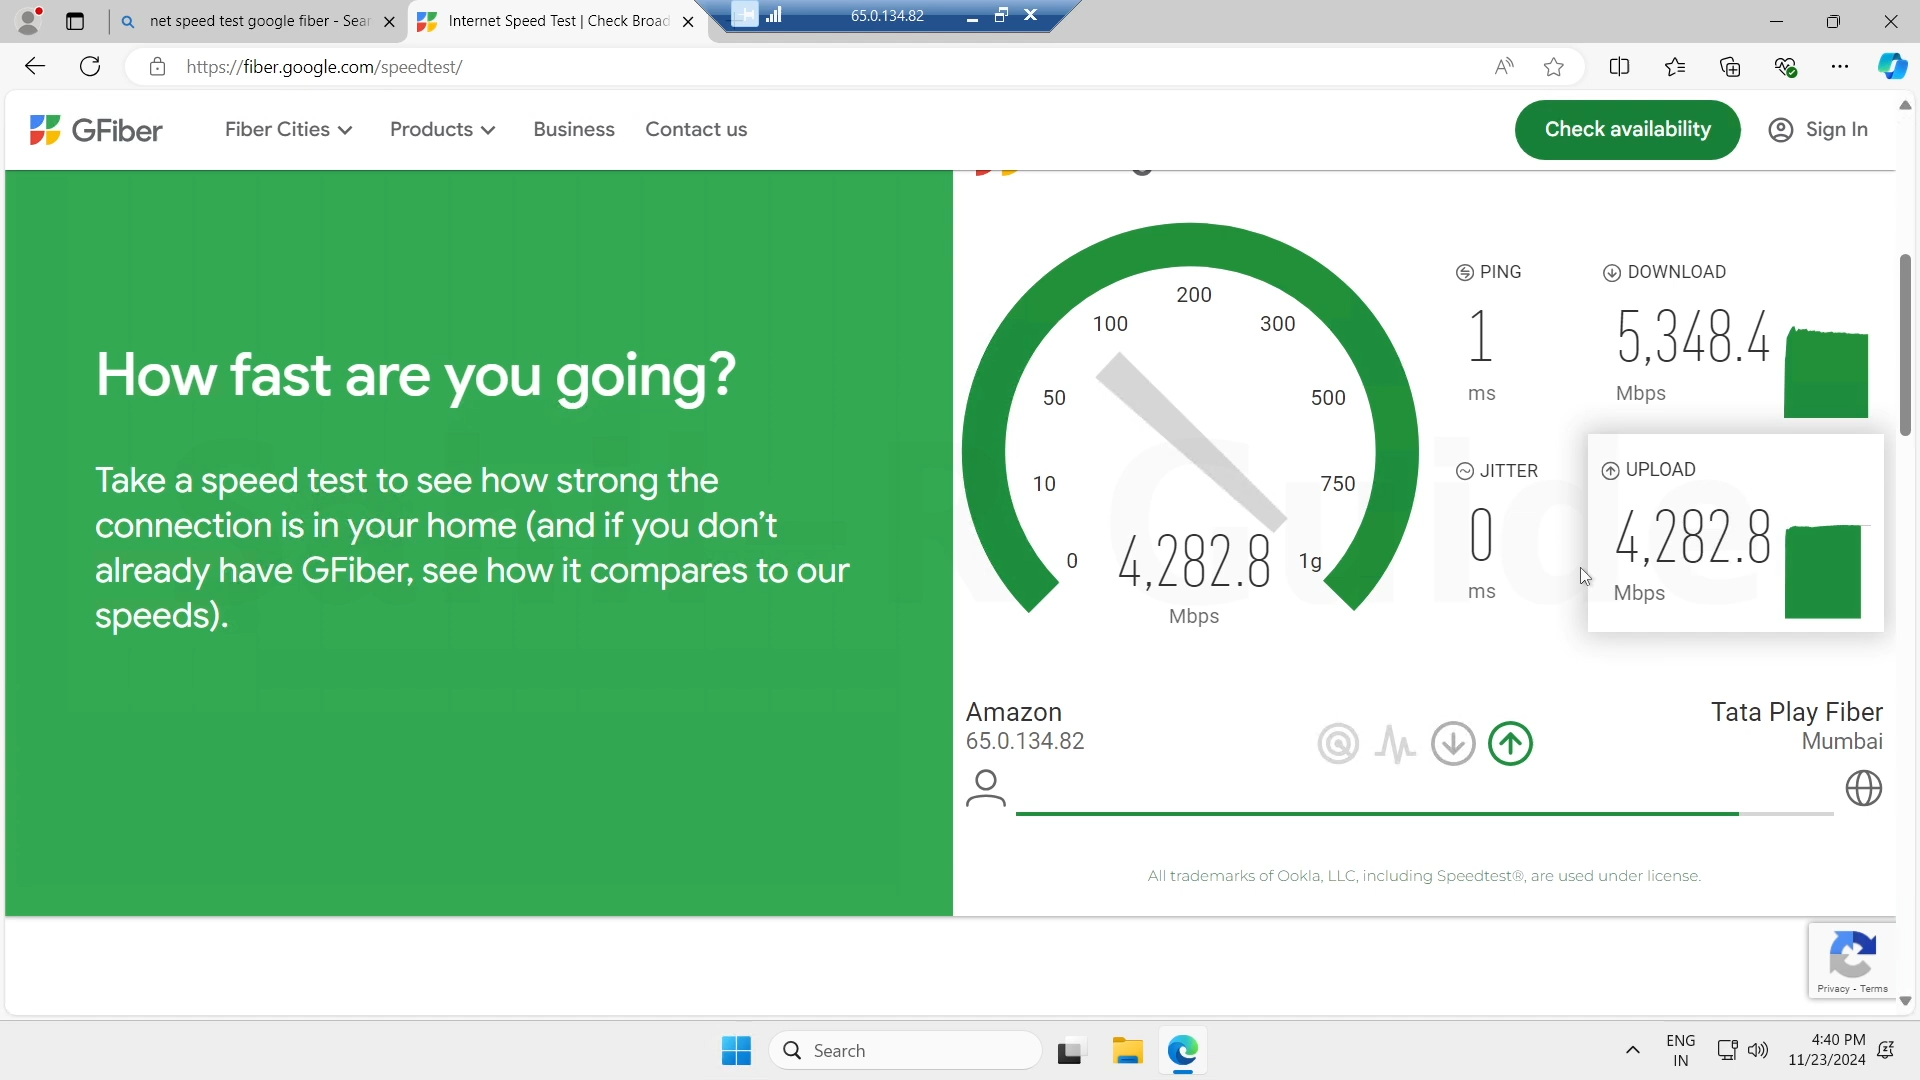 net speed test google fiber - Sear
Internet Speed Test | Check Broad
65.0.134.82
https://fiber.google.com/speedtest/
GFiber
Fiber Cities
Products
Business
Contact us
Check availability
Sign In
How fast are you going?
Take a speed test to see how strong the
connection is in your home (and if you don’t
already have GFiber, see how it compares to our
speeds).
0
10
50
100
200
300
500
750
1g
4,282.8
Mbps
PING
1
ms
DOWNLOAD
5,348.4
Mbps
JITTER
0
ms
UPLOAD
4,282.8
Mbps
Amazon
65.0.134.82
Tata Play Fiber
Mumbai
All trademarks of Ookla, LLC, including Speedtest®, are used under license.
Privacy - Terms
Search
ENG
IN
4:40 PM
11/23/2024